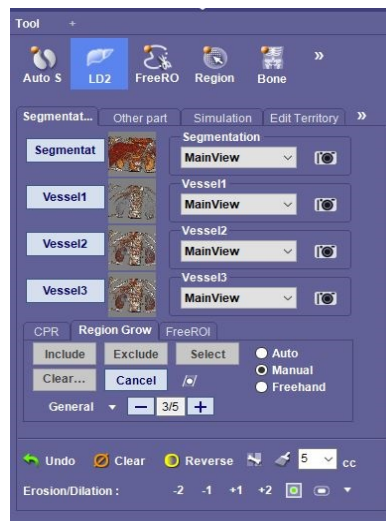 Tool +
Auto S LD2 FreeRO Region Bone »
Segmentat... Other part Simulation Edit Territory »
Segmentation
Segmentat MainView
Vessel1
Vessel1 MainView
Vessel2
Vessel2 MainView
Vessel3
Vessel3 MainView
CPR Region Grow FreeROI
Include Exclude Select Auto
Manual
Clear... Cancel Freehand
General − 3/5 +
Undo Clear Reverse 5 cc
Erosion/Dilation : -2 -1 +1 +2